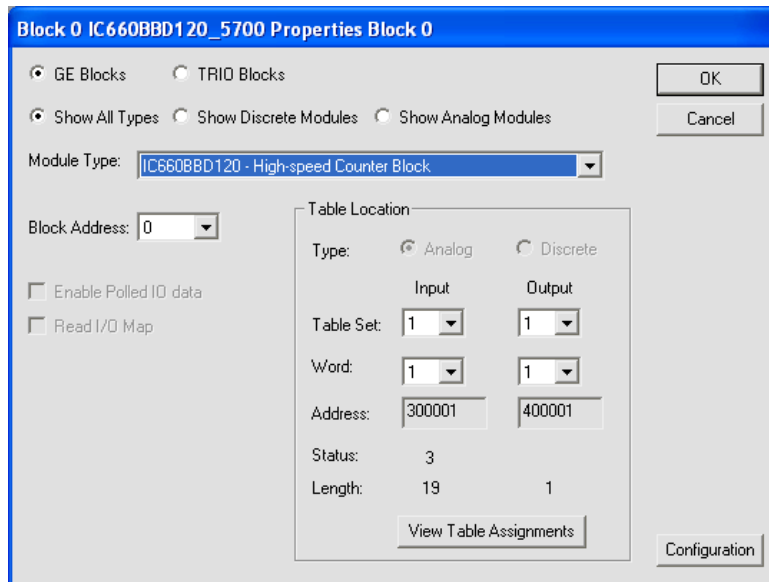 Block 0 IC660BBD120_5700 Properties Block 0
GE Blocks TRIO Blocks
OK
Show All Types Show Discrete Modules Show Analog Modules
Cancel
Module Type: IC660BBD120 - High-speed Counter Block
Block Address: 0
Table Location
Type: Analog Discrete
Enable Polled IO data
Input Output
Read I/O Map
Table Set: 1 1
Word: 1 1
Address: 300001 400001
Status: 3
Length: 19 1
View Table Assignments
Configuration